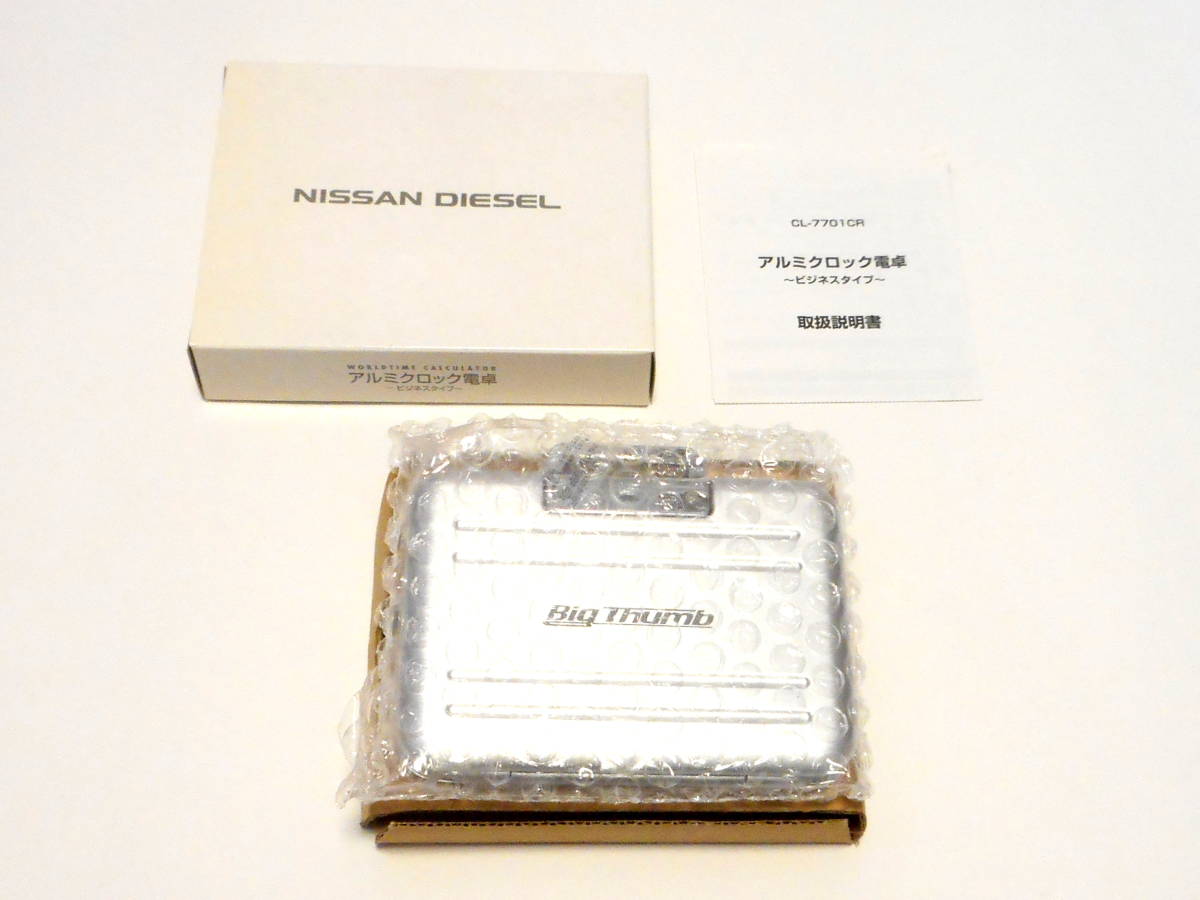 NISSAN DIESEL
WORLDTIME CALCULATOR
アルミクロック電卓
～ビジネスタイプ～
CL-7701CR
アルミクロック電卓
～ビジネスタイプ～
取扱説明書
Big Thumb